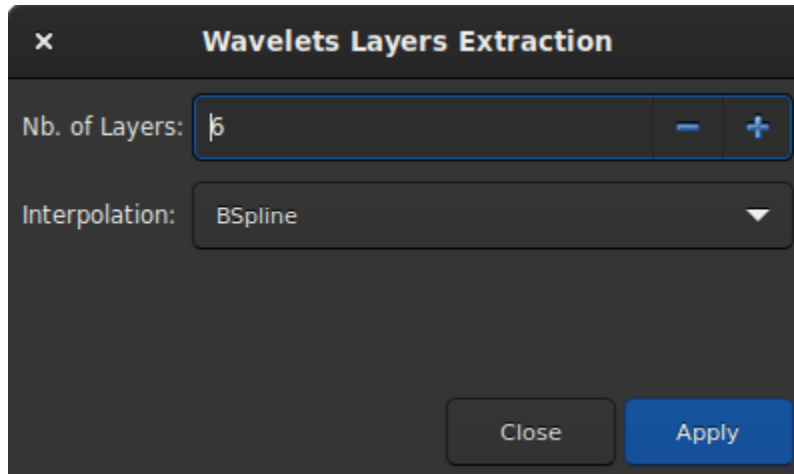 Wavelets Layers Extraction
Nb. of Layers: 6
Interpolation: BSpline
Close Apply